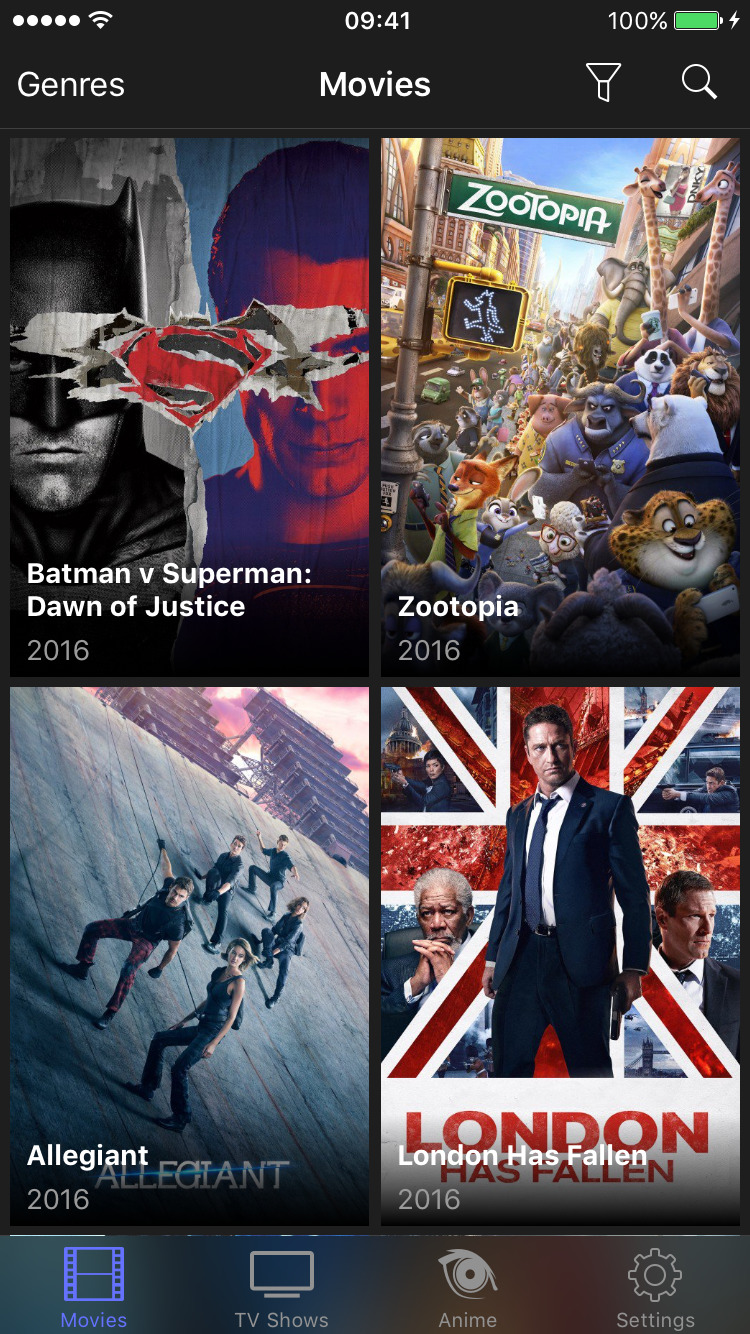 09:41
100%
Genres
Movies
ZOOTOPIA
DNKY
Batman v Superman:
Dawn of Justice
2016
Zootopia
2016
ALLEGIANT
Allegiant
2016
LONDON
HAS FALLEN
London Has Fallen
2016
Movies
TV Shows
Anime
Settings